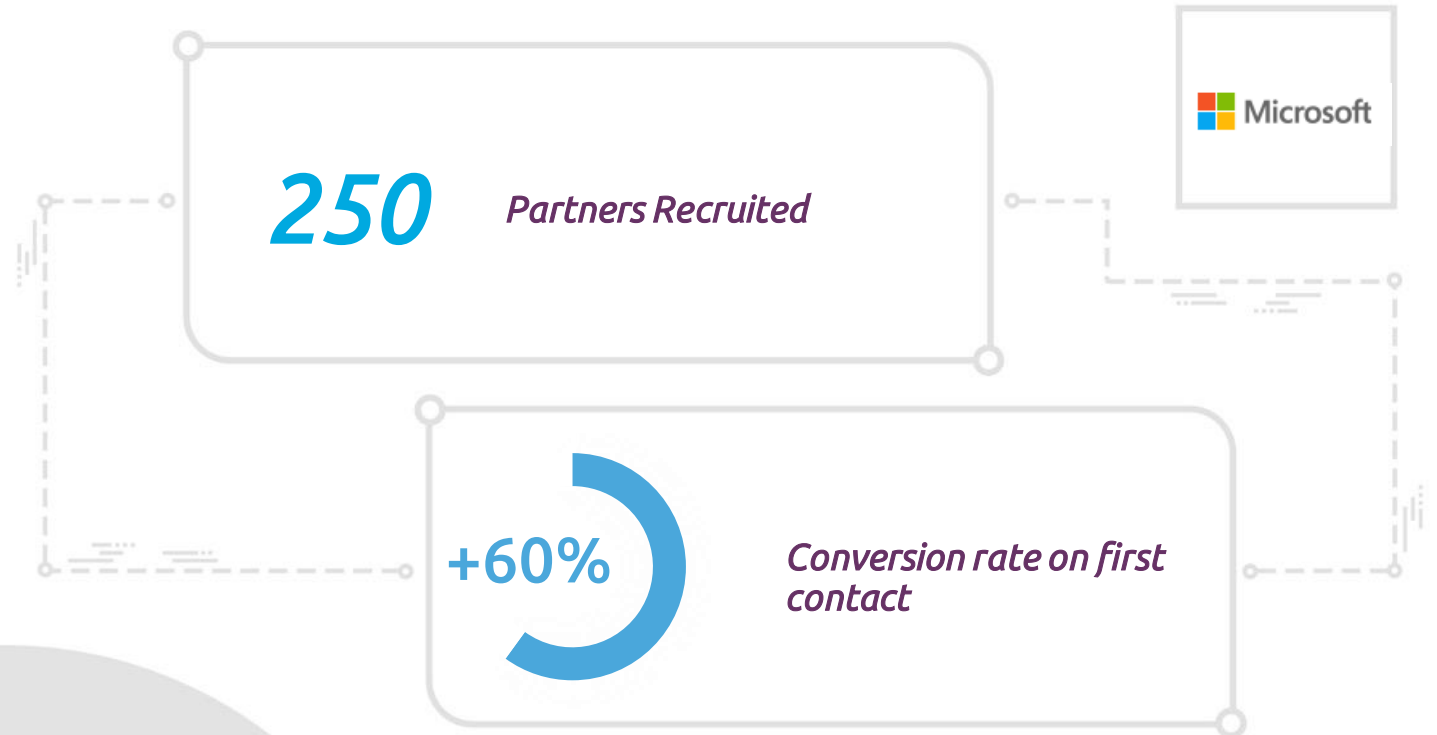 Microsoft
250
Partners Recruited
+60%
Conversion rate on first
contact